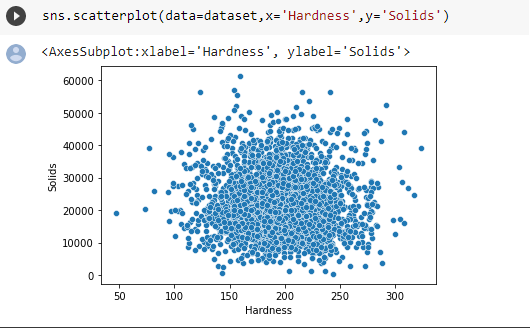 sns.scatterplot(data=dataset,x='Hardness',y='Solids')
<AxesSubplot:xlabel='Hardness', ylabel='Solids'>
60000
50000
40000
30000
20000
10000
0
Solids
50 100 150 200 250 300
Hardness